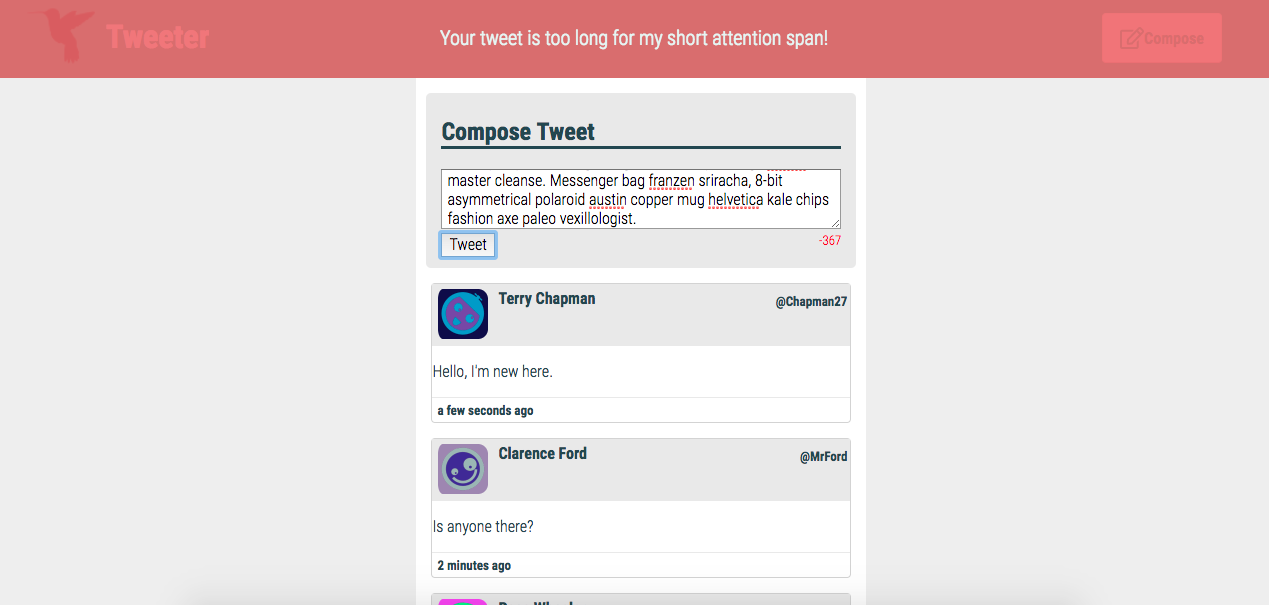 Tweeter
Your tweet is too long for my short attention span!
Compose
Compose Tweet
master cleanse. Messenger bag franzen sriracha, 8-bit
asymmetrical polaroid austin copper mug helvetica kale chips
fashion axe paleo vexillologist.
Tweet
-367
Terry Chapman
@Chapman27
Hello, I'm new here.
a few seconds ago
Clarence Ford
@MrFord
Is anyone there?
2 minutes ago